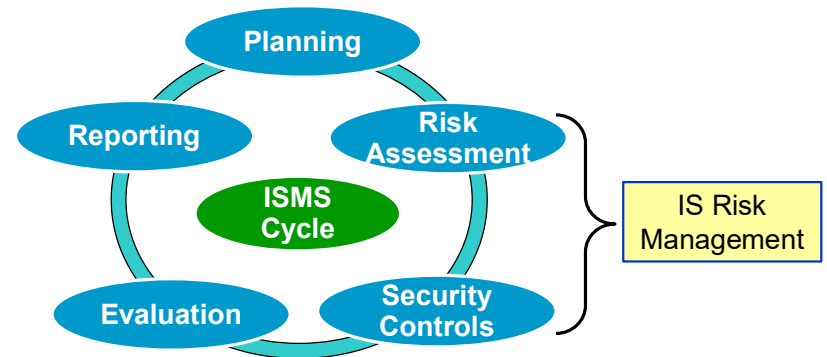 Planning
Reporting
Risk
Assessment
ISMS
Cycle
IS Risk
Management
Evaluation
Security
Controls